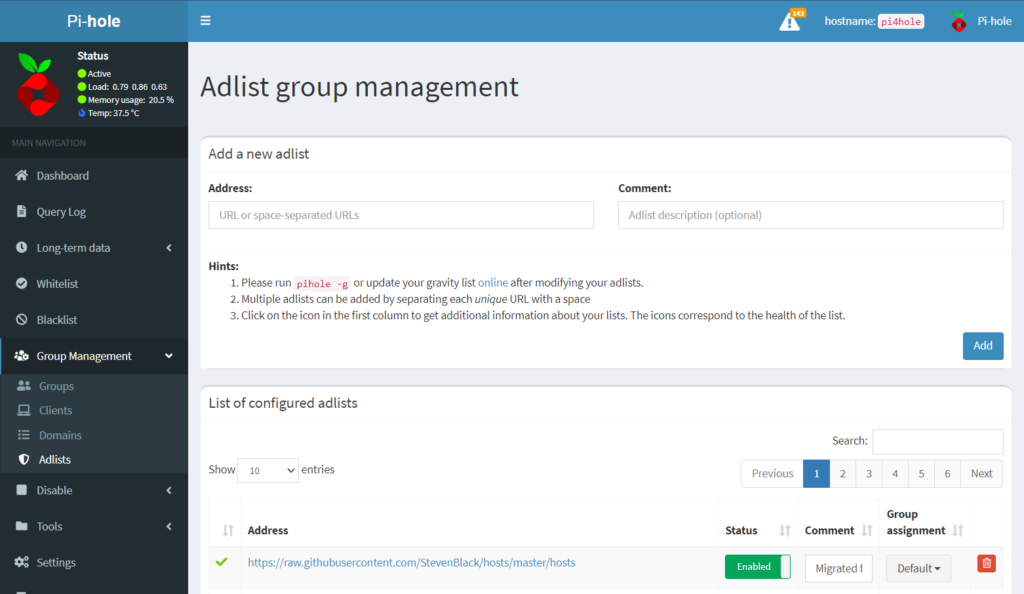 Pi-hole
143
hostname: pi4hole
Pi-hole
Status
Active
Load: 0.79 0.86 0.63
Memory usage: 20.5 %
Temp: 37.5 °C
MAIN NAVIGATION
Dashboard
Query Log
Long-term data
Whitelist
Blacklist
Group Management
Groups
Clients
Domains
Adlists
Disable
Tools
Settings
Adlist group management
Add a new adlist
Address:
Comment:
URL or space-separated URLs
Adlist description (optional)
Hints:
1. Please run pihole -g or update your gravity list online after modifying your adlists.
2. Multiple adlists can be added by separating each unique URL with a space
3. Click on the icon in the first column to get additional information about your lists. The icons correspond to the health of the list.
Add
List of configured adlists
Search:
Show 10 entries
Previous 1 2 3 4 5 6 Next
Address
Status
Comment
Group assignment
https://raw.githubusercontent.com/StevenBlack/hosts/master/hosts
Enabled
Migrated f
Default